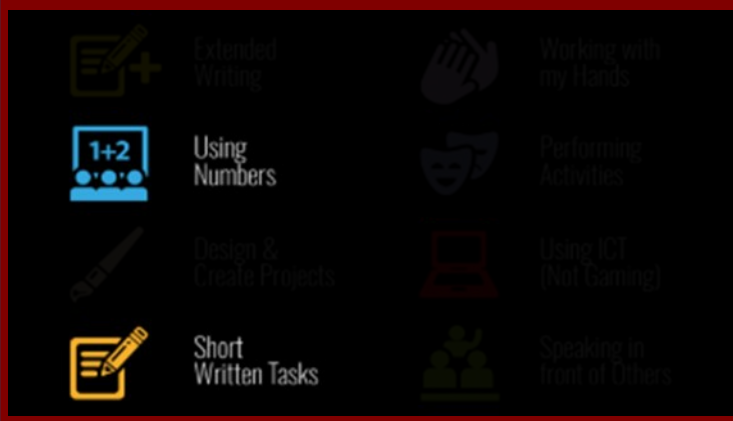 Extended
Writing
Working with
my Hands
1+2
Using
Numbers
Performing
Activities
Design &
Create Projects
Using ICT
(Not Gaming)
Short
Written Tasks
Speaking in
front of Others